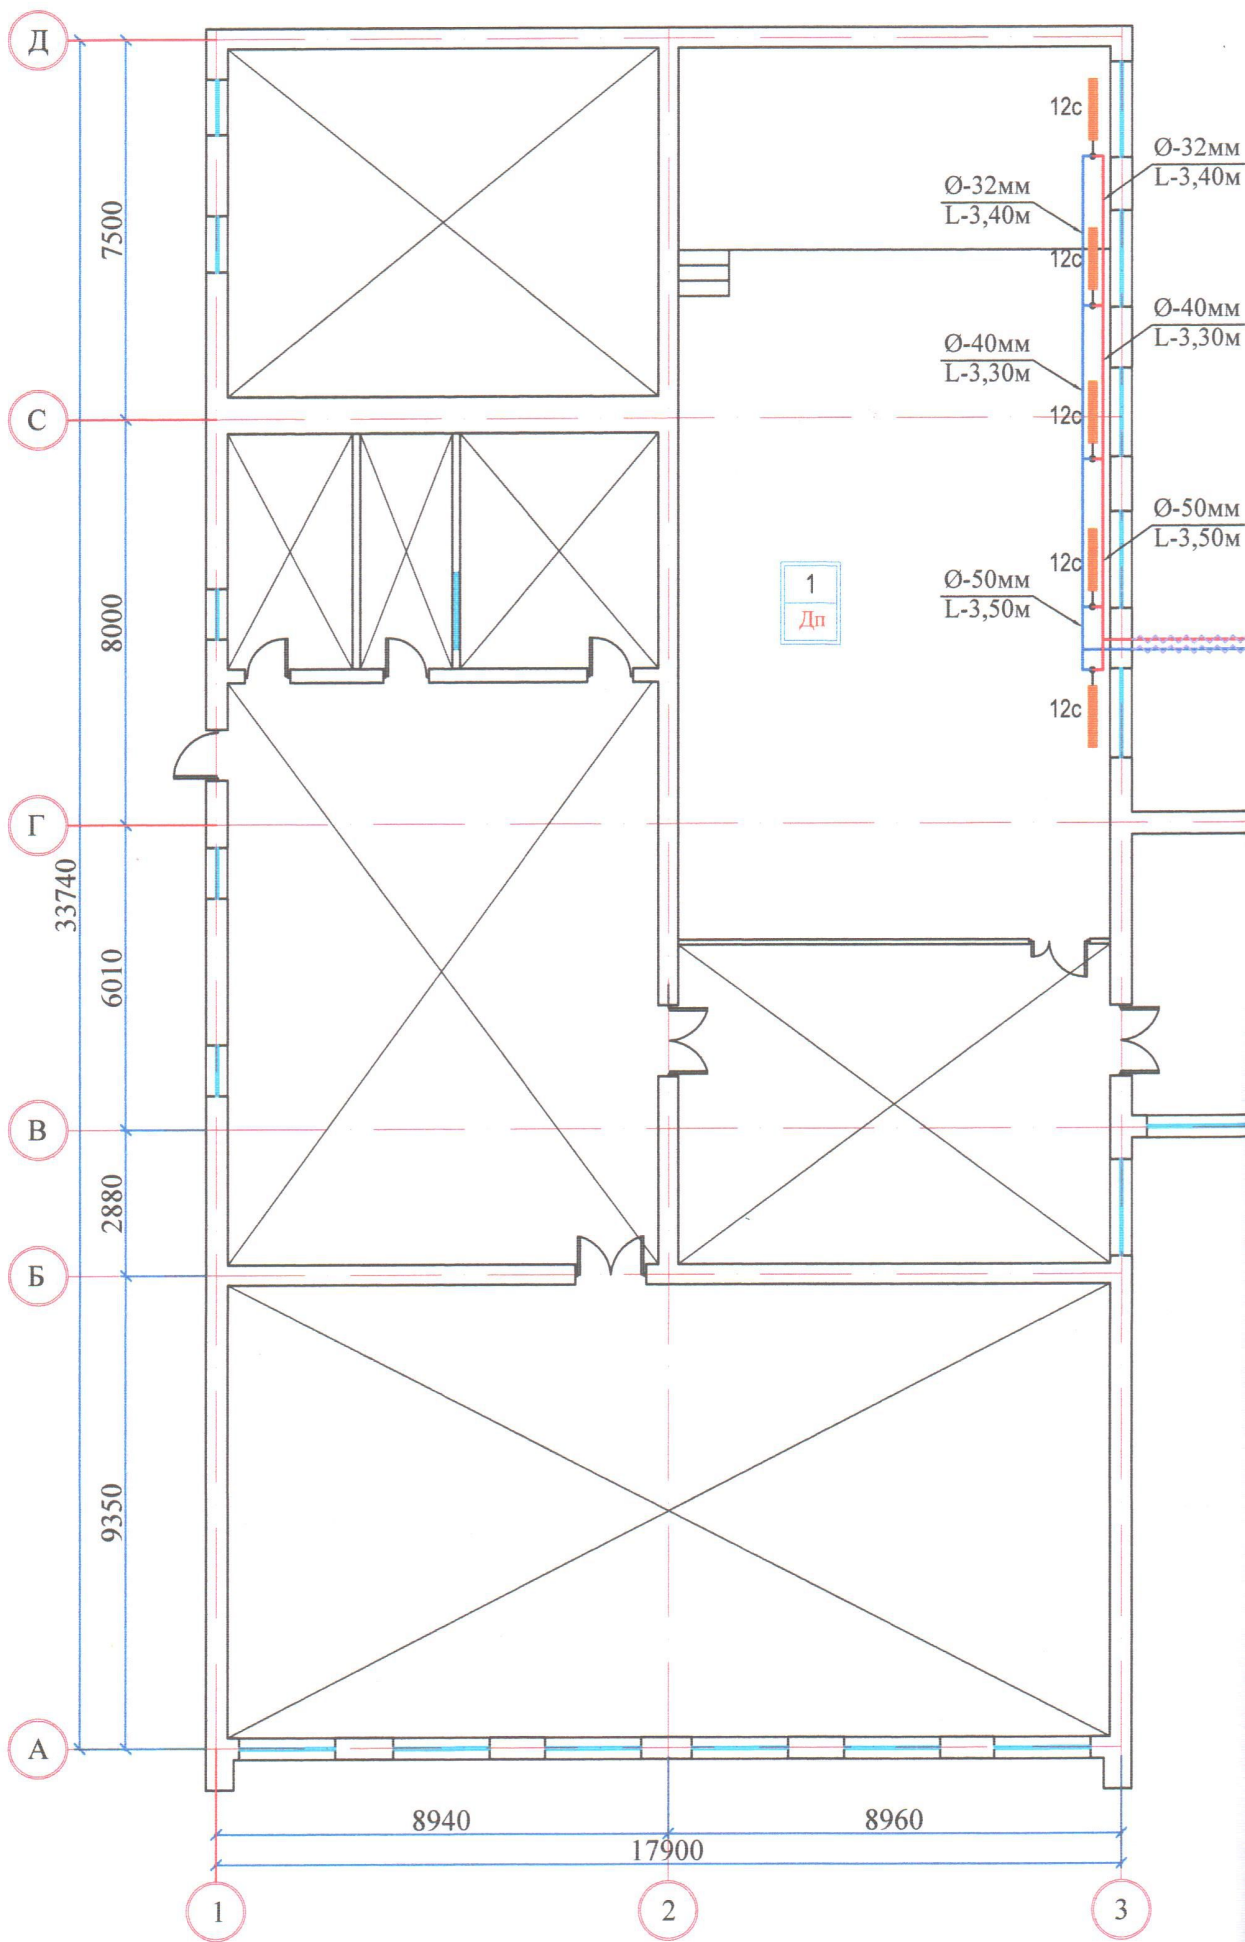 Д
12с
Ø-32мм
L-3,40м
Ø-32мм
L-3,40м
7500
12с
Ø-40мм
L-3,30м
Ø-40мм
L-3,30м
С
12с
Ø-50мм
L-3,50м
12с
1
Дп
Ø-50мм
L-3,50м
8000
12с
Г
33740
6010
В
2880
Б
9350
А
8940
8960
17900
1
2
3